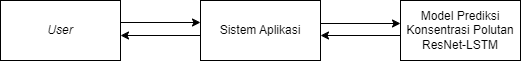 User
Sistem Aplikasi
Model Prediksi
Konsentrasi Polutan
ResNet-LSTM